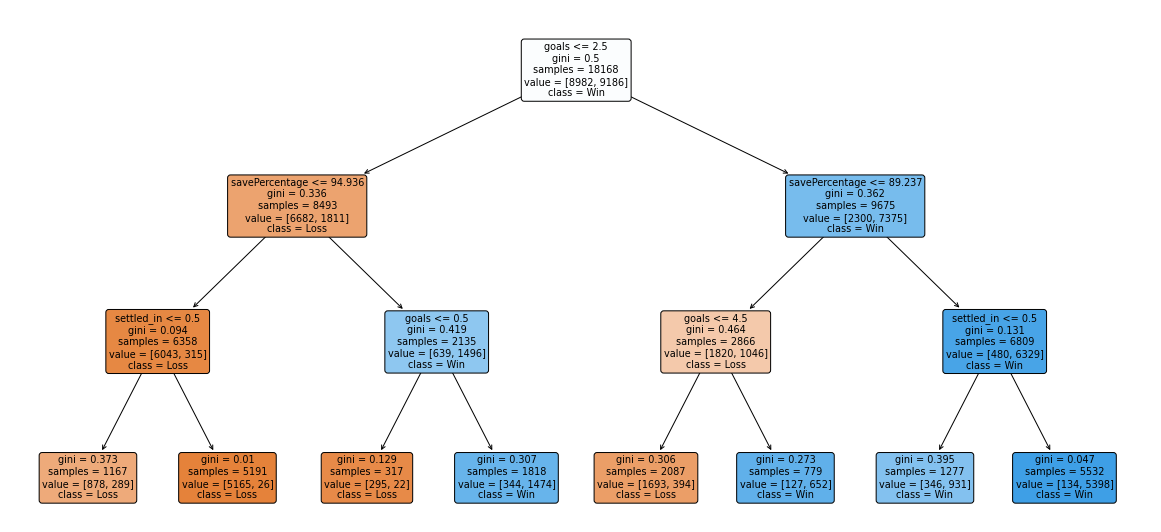 goals <= 2.5
gini = 0.5
samples = 18168
value = [8982, 9186]
class = Win
savePercentage <= 94.936
gini = 0.336
samples = 8493
value = [6682, 1811]
class = Loss
savePercentage <= 89.237
gini = 0.362
samples = 9675
value = [2300, 7375]
class = Win
settled_in <= 0.5
gini = 0.094
samples = 6358
value = [6043, 315]
class = Loss
goals <= 0.5
gini = 0.419
samples = 2135
value = [639, 1496]
class = Win
goals <= 4.5
gini = 0.464
samples = 2866
value = [1820, 1046]
class = Loss
settled_in <= 0.5
gini = 0.131
samples = 6809
value = [480, 6329]
class = Win
gini = 0.373
samples = 1167
value = [878, 289]
class = Loss
gini = 0.01
samples = 5191
value = [5165, 26]
class = Loss
gini = 0.129
samples = 317
value = [295, 22]
class = Loss
gini = 0.307
samples = 1818
value = [344, 1474]
class = Win
gini = 0.306
samples = 2087
value = [1693, 394]
class = Loss
gini = 0.273
samples = 779
value = [127, 652]
class = Win
gini = 0.395
samples = 1277
value = [346, 931]
class = Win
gini = 0.047
samples = 5532
value = [134, 5398]
class = Win